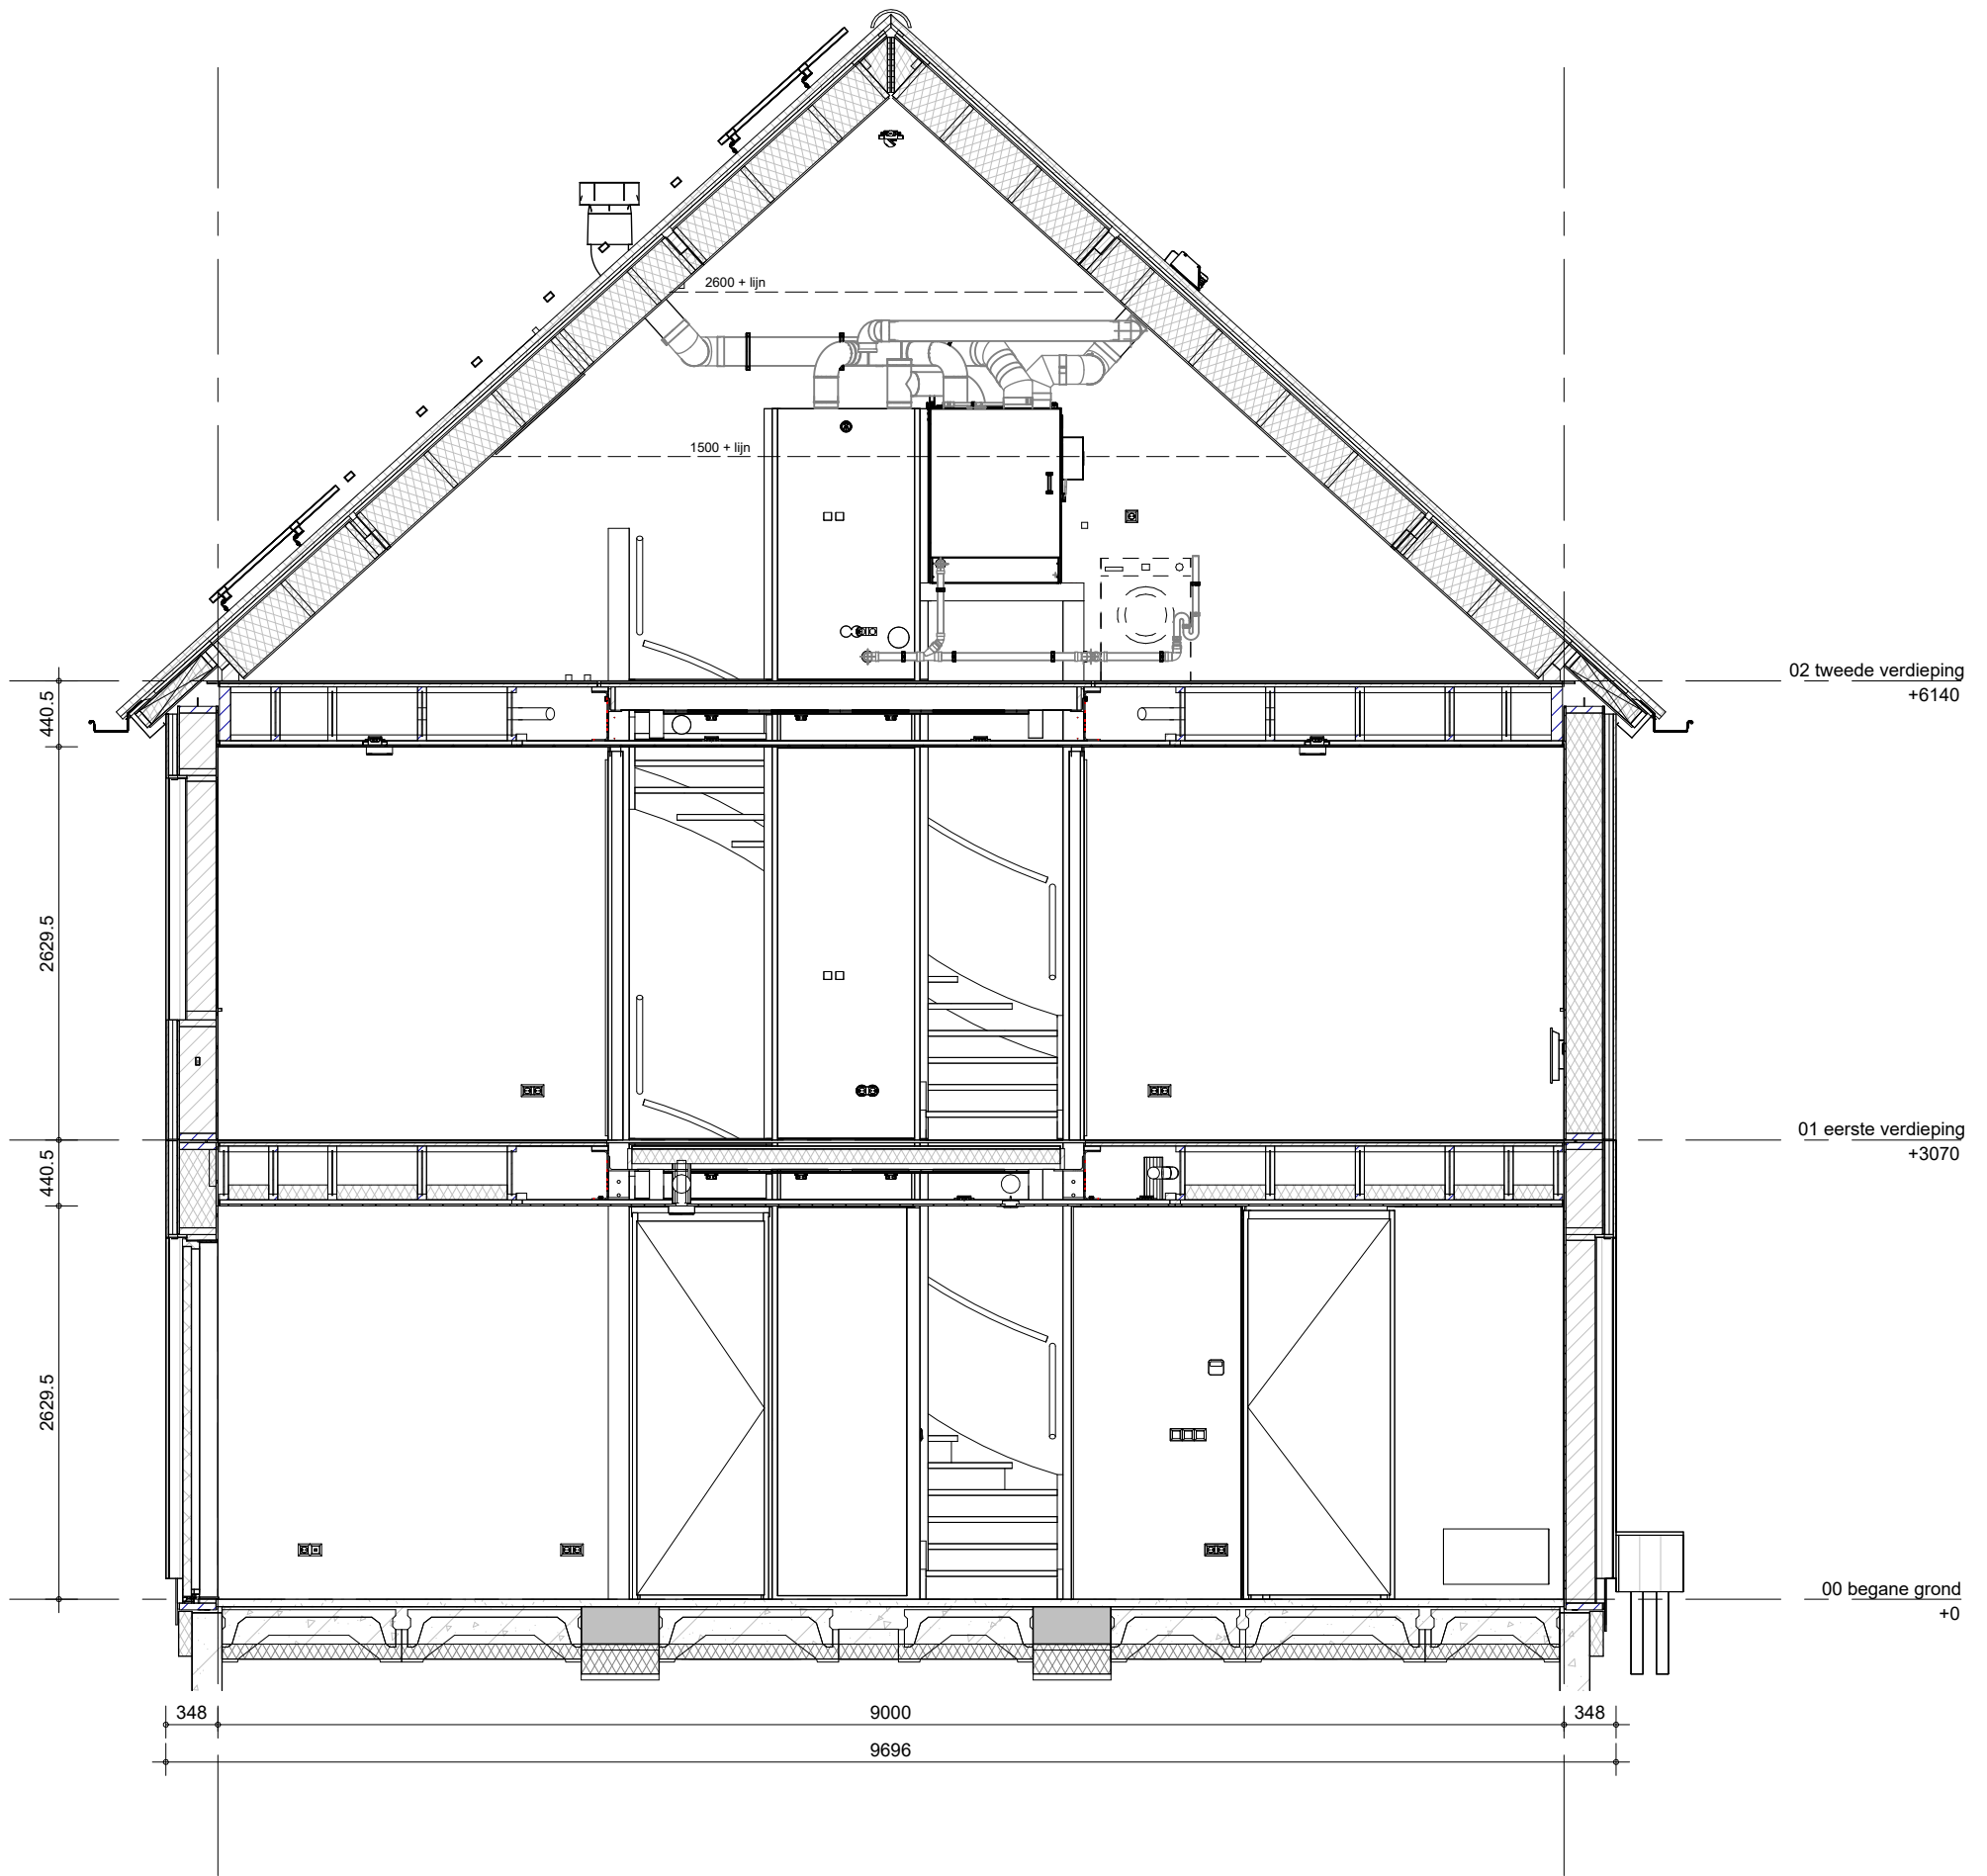 2600 + lijn
1500 + lijn
02 tweede verdieping
+6140
440.5
2629.5
01 eerste verdieping
+3070
440.5
2629.5
00 begane grond
+0
348
9000
348
9696